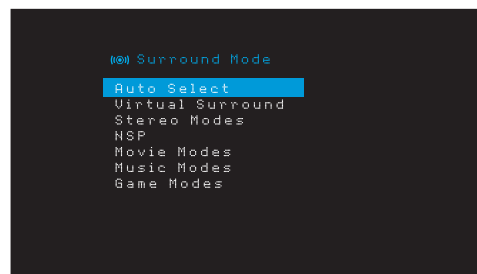 Surround Mode
Auto Select
Virtual Surround
Stereo Modes
NSP
Movie Modes
Music Modes
Game Modes